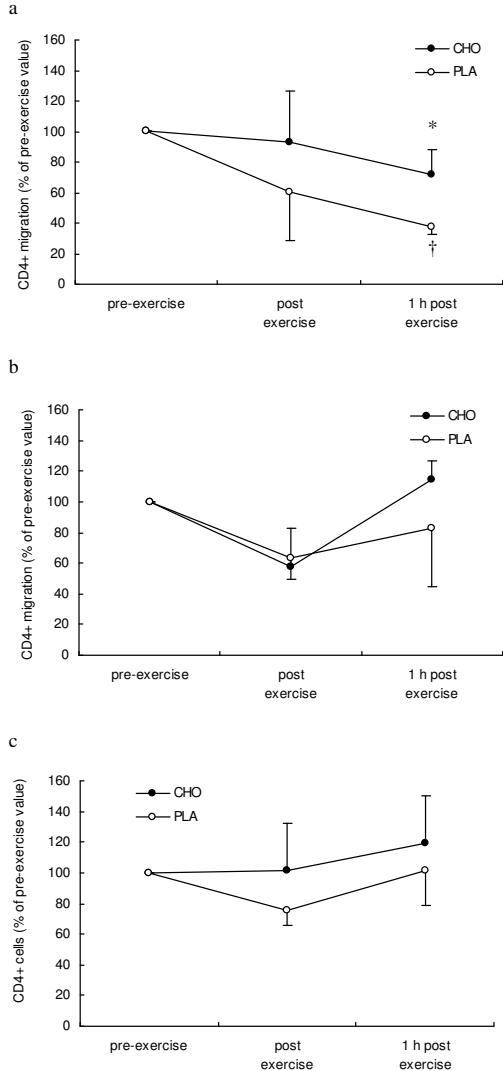 a
CD4+ migration (% of pre-exercise value)
160
140
120
100
80
60
40
20
0
CHO
PLA
*
†
pre-exercise
post
exercise
1 h post
exercise
b
CD4+ migration (% of pre-exercise value)
160
140
120
100
80
60
40
20
0
CHO
PLA
pre-exercise
post
exercise
1 h post
exercise
c
CD4+ cells (% of pre-exercise value)
160
140
120
100
80
60
40
20
0
CHO
PLA
pre-exercise
post
exercise
1 h post
exercise